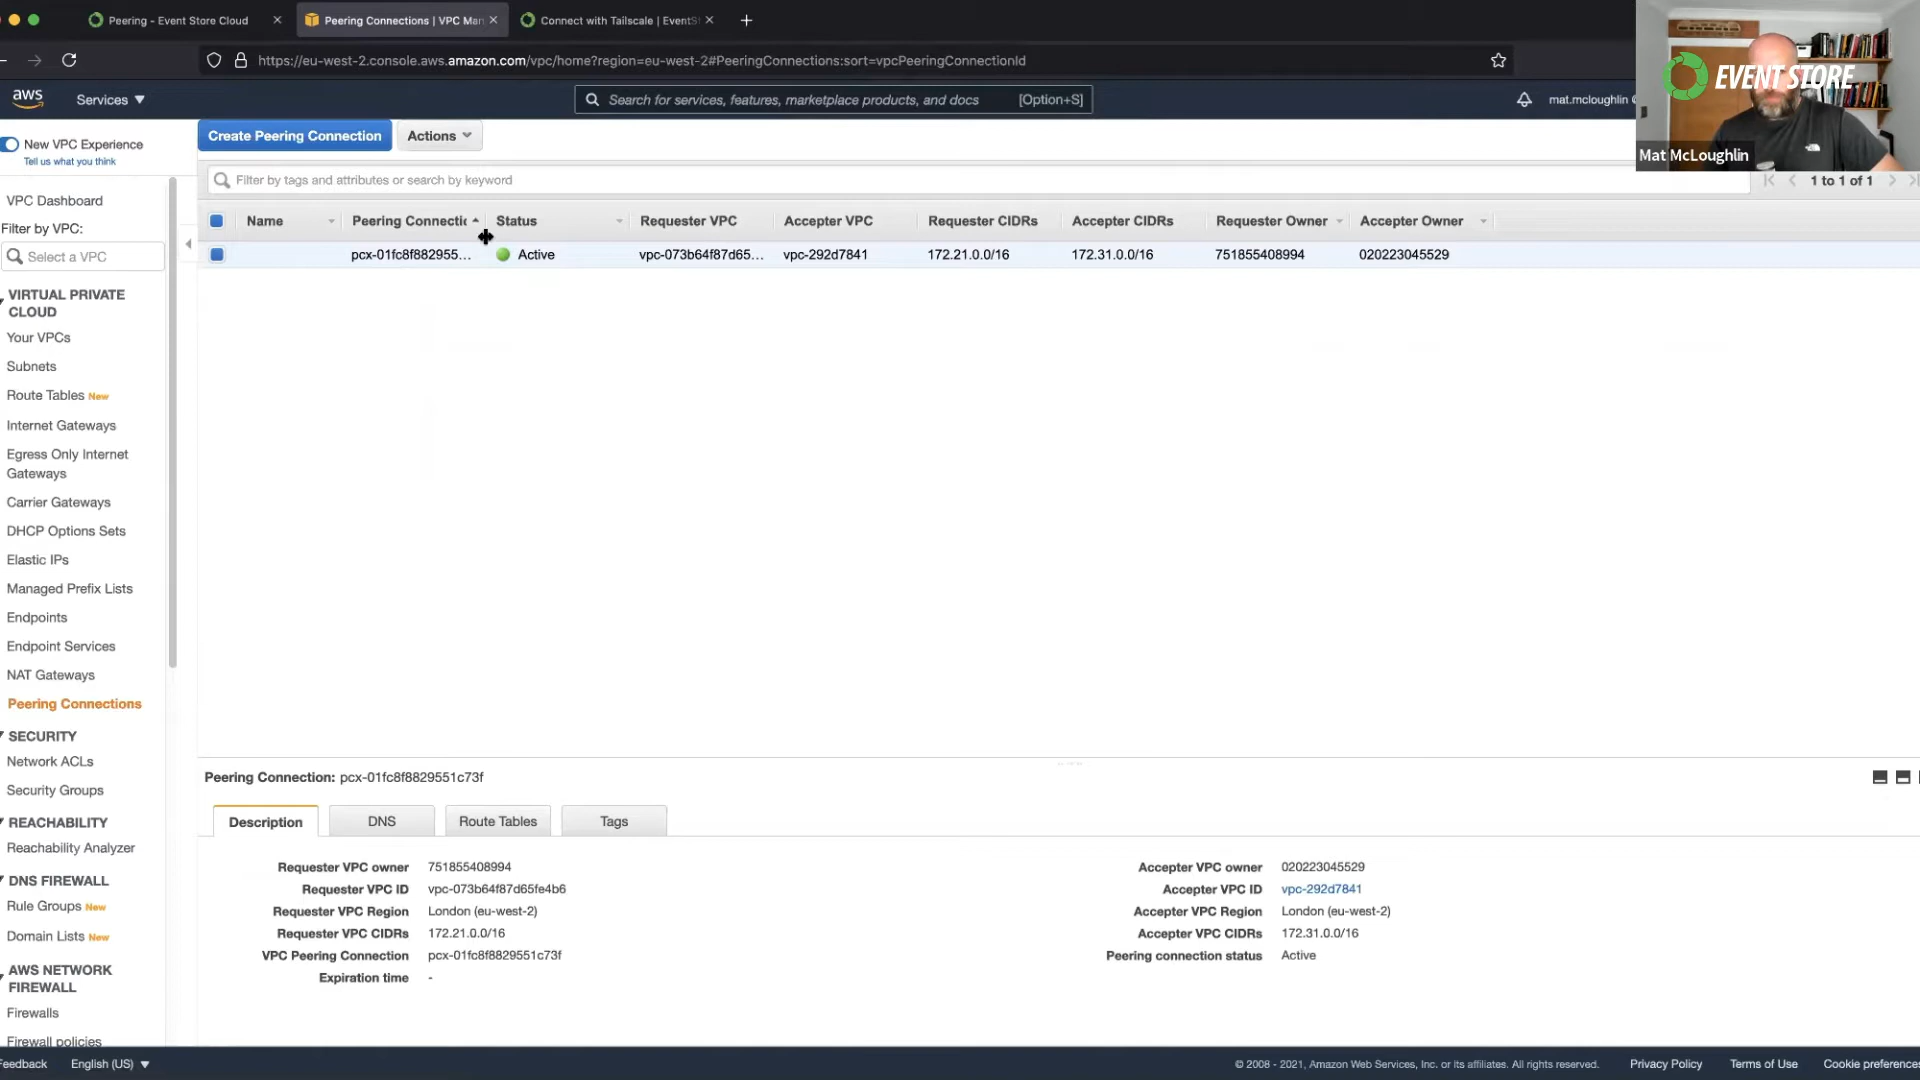 Peering - Event Store Cloud
Peering Connections | VPC Man
Connect with Tailscale | EventS
https://eu-west-2.console.aws.amazon.com/vpc/home?region=eu-west-2#PeeringConnections:sort=vpcPeeringConnectionId
aws
Services
Search for services, features, marketplace products, and docs
[Option+S]
mat.mcloughlin @
EVENT STORE
Mat McLoughlin
New VPC Experience
Tell us what you think
Create Peering Connection
Actions
Filter by tags and attributes or search by keyword
1 to 1 of 1
Name
Peering Connectic
Status
Requester VPC
Accepter VPC
Requester CIDRs
Accepter CIDRs
Requester Owner
Accepter Owner
pcx-01fc8f882955...
Active
vpc-073b64f87d65...
vpc-292d7841
172.21.0.0/16
172.31.0.0/16
751855408994
020223045529
VPC Dashboard
Filter by VPC:
Select a VPC
VIRTUAL PRIVATE
CLOUD
Your VPCs
Subnets
Route Tables New
Internet Gateways
Egress Only Internet
Gateways
Carrier Gateways
DHCP Options Sets
Elastic IPs
Managed Prefix Lists
Endpoints
Endpoint Services
NAT Gateways
Peering Connections
SECURITY
Network ACLs
Security Groups
REACHABILITY
Reachability Analyzer
DNS FIREWALL
Rule Groups New
Domain Lists New
AWS NETWORK
FIREWALL
Firewalls
Firewall policies
Peering Connection: pcx-01fc8f8829551c73f
Description
DNS
Route Tables
Tags
Requester VPC owner 751855408994
Requester VPC ID vpc-073b64f87d65fe4b6
Requester VPC Region London (eu-west-2)
Requester VPC CIDRs 172.21.0.0/16
VPC Peering Connection pcx-01fc8f8829551c73f
Expiration time -
Accepter VPC owner 020223045529
Accepter VPC ID vpc-292d7841
Accepter VPC Region London (eu-west-2)
Accepter VPC CIDRs 172.31.0.0/16
Peering connection status Active
Feedback
English (US)
© 2008 - 2021, Amazon Web Services, Inc. or its affiliates. All rights reserved.
Privacy Policy
Terms of Use
Cookie preferences